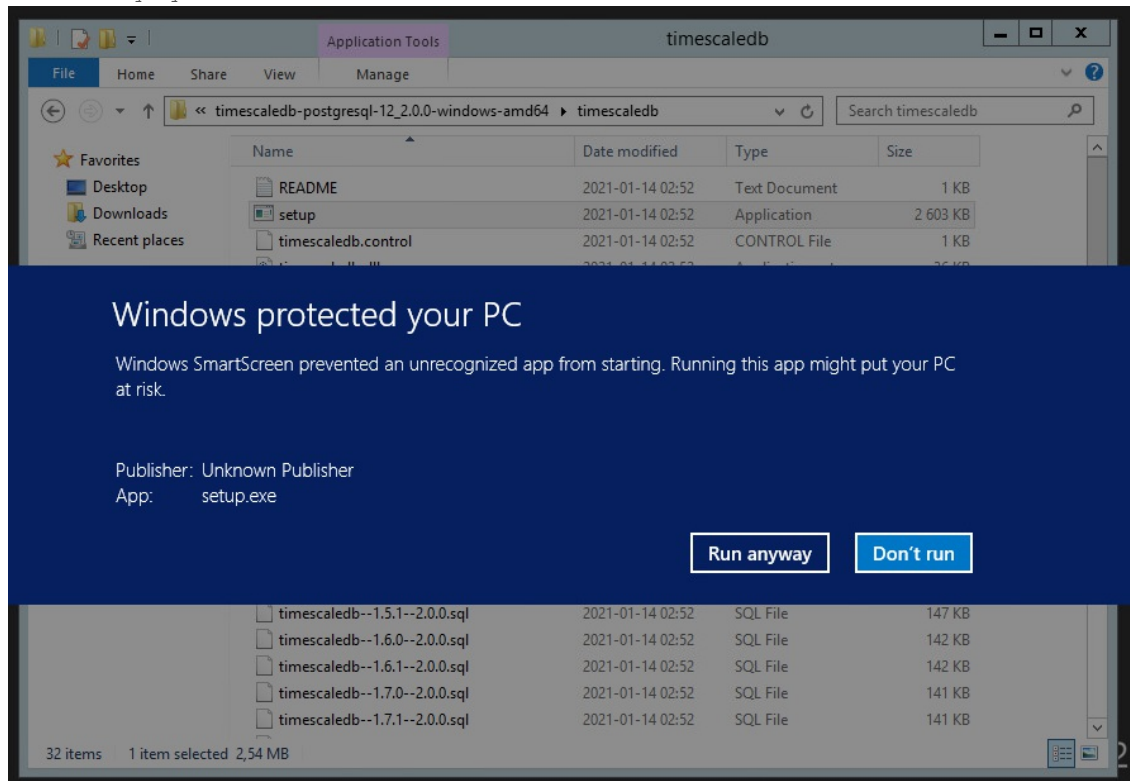 Application Tools
timescaledb
File Home Share View Manage
« timescaledb-postgresql-12_2.0.0-windows-amd64 timescaledb
Search timescaledb
Favorites
Desktop
Downloads
Recent places
Name Date modified Type Size
README 2021-01-14 02:52 Text Document 1 KB
setup 2021-01-14 02:52 Application 2 603 KB
timescaledb.control 2021-01-14 02:52 CONTROL File 1 KB
Windows protected your PC
Windows SmartScreen prevented an unrecognized app from starting. Running this app might put your PC
at risk.
Publisher: Unknown Publisher
App: setup.exe
Run anyway Don't run
timescaledb--1.5.1--2.0.0.sql 2021-01-14 02:52 SQL File 147 KB
timescaledb--1.6.0--2.0.0.sql 2021-01-14 02:52 SQL File 142 KB
timescaledb--1.6.1--2.0.0.sql 2021-01-14 02:52 SQL File 142 KB
timescaledb--1.7.0--2.0.0.sql 2021-01-14 02:52 SQL File 141 KB
timescaledb--1.7.1--2.0.0.sql 2021-01-14 02:52 SQL File 141 KB
32 items 1 item selected 2,54 MB